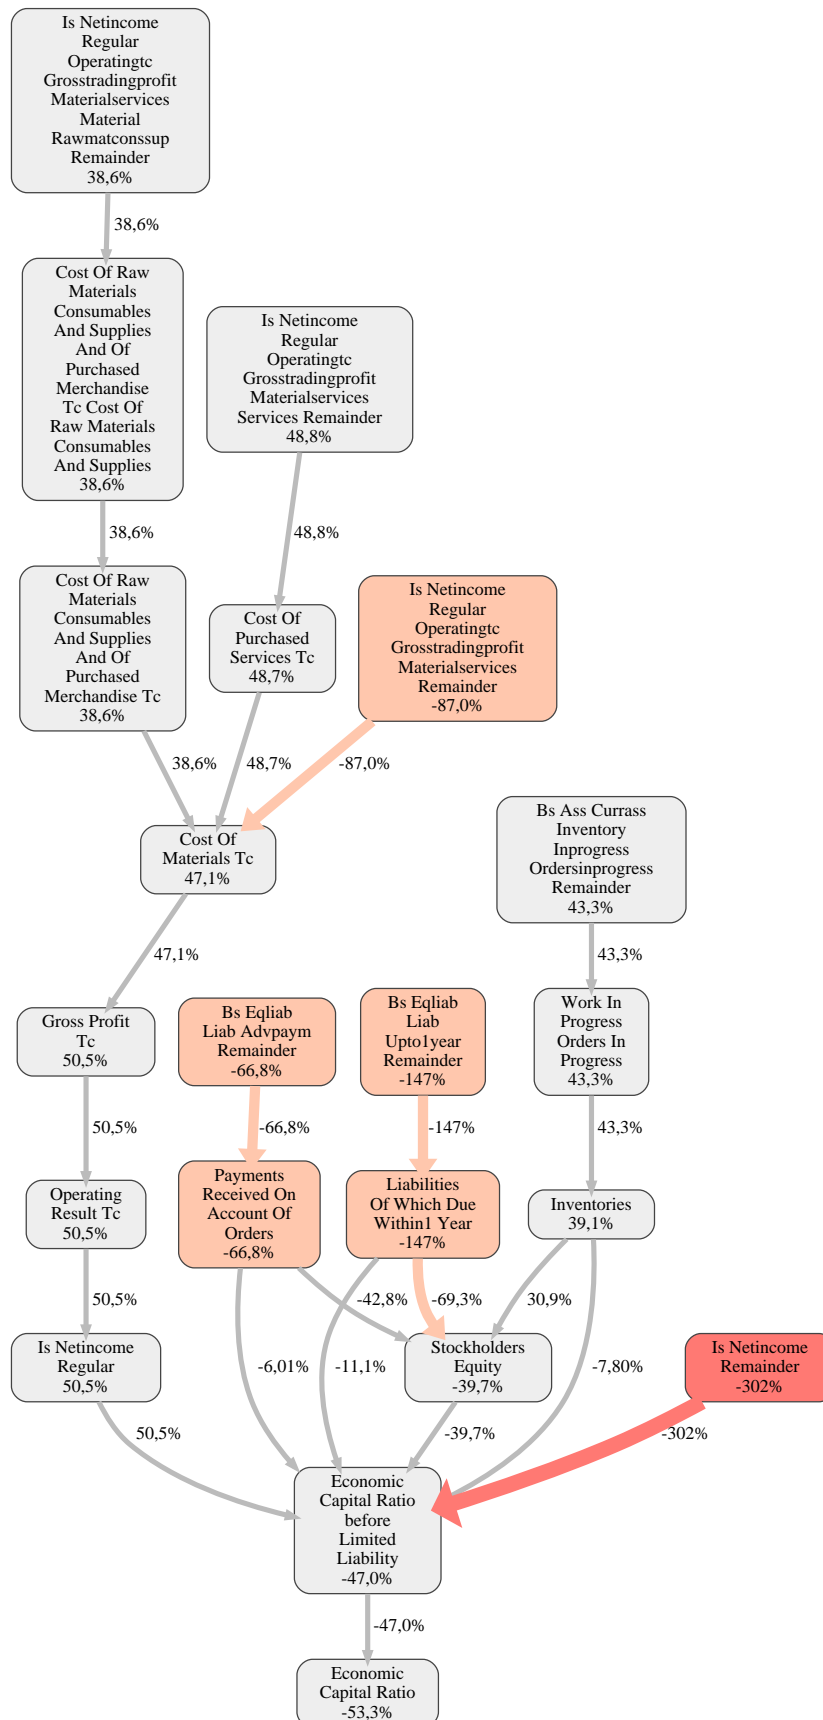 Is Netincome
Regular
Operatingtc
Grosstradingprofit
Materialservices
Material
Rawmatconssup
Remainder
38,6%
38,6%
Cost Of Raw
Materials
Consumables
And Supplies
And Of
Purchased
Merchandise
Tc Cost Of
Raw Materials
Consumables
And Supplies
38,6%
Is Netincome
Regular
Operatingtc
Grosstradingprofit
Materialservices
Services Remainder
48,8%
38,6%
48,8%
Cost Of Raw
Materials
Consumables
And Supplies
And Of
Purchased
Merchandise Tc
38,6%
Cost Of
Purchased
Services Tc
48,7%
Is Netincome
Regular
Operatingtc
Grosstradingprofit
Materialservices
Remainder
-87,0%
38,6%
48,7%
-87,0%
Cost Of
Materials Tc
47,1%
Bs Ass Currass
Inventory
Inprogress
Ordersinprogress
Remainder
43,3%
47,1%
43,3%
Gross Profit
Tc
50,5%
Bs Eqliab
Liab Advpaym
Remainder
-66,8%
Bs Eqliab
Liab
Upto1year
Remainder
-147%
Work In
Progress
Orders In
Progress
43,3%
50,5%
-66,8%
-147%
43,3%
Operating
Result Tc
50,5%
Payments
Received On
Account Of
Orders
-66,8%
Liabilities
Of Which Due
Within1 Year
-147%
Inventories
39,1%
50,5%
-42,8%
-69,3%
30,9%
Is Netincome
Regular
50,5%
-6,01%
-11,1%
Stockholders
Equity
-39,7%
-7,80%
Is Netincome
Remainder
-302%
50,5%
-39,7%
-302%
Economic
Capital Ratio
before
Limited
Liability
-47,0%
-47,0%
Economic
Capital Ratio
-53,3%